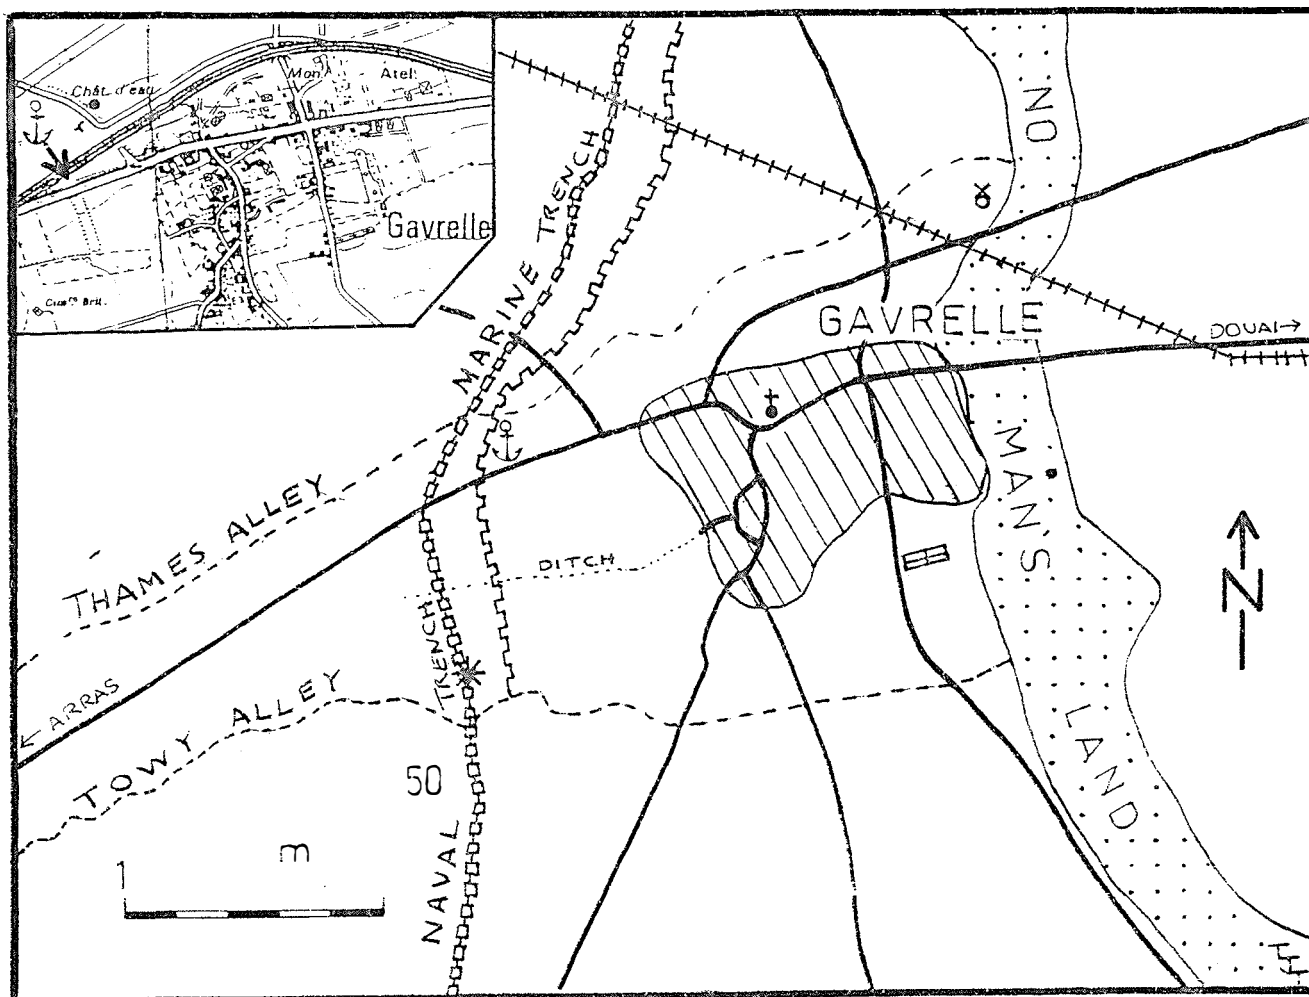 Chât d'eau
Mon
Atel.
Gavrelle
NO
MARINE TRENCH
GAVRELLE
DOUAI→
MAN'S
THAMES ALLEY
DITCH
TRENCH
N
← ARRAS
TOWY ALLEY
LAND
50
NAVAL
1
m